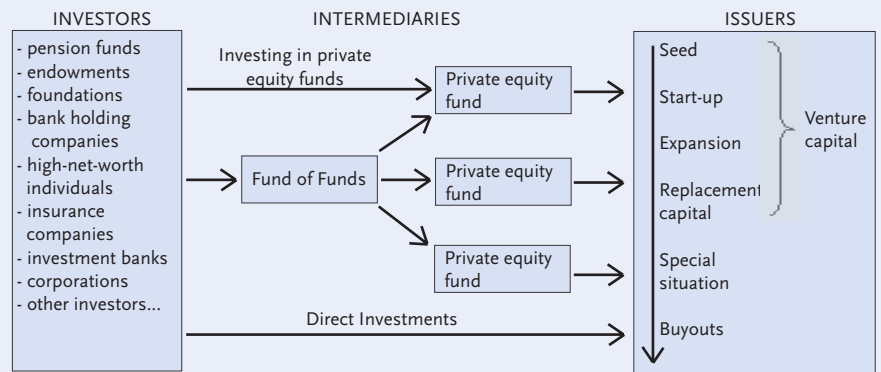 INVESTORS
INTERMEDIARIES
ISSUERS
- pension funds
- endowments
- foundations
- bank holding
companies
- high-net-worth
individuals
- insurance
companies
- investment banks
- corporations
- other investors...
Investing in private
equity funds
Fund of Funds
Private equity
fund
Private equity
fund
Private equity
fund
Direct Investments
Seed
Start-up
Expansion
Replacement
capital
Special
situation
Buyouts
Venture
capital